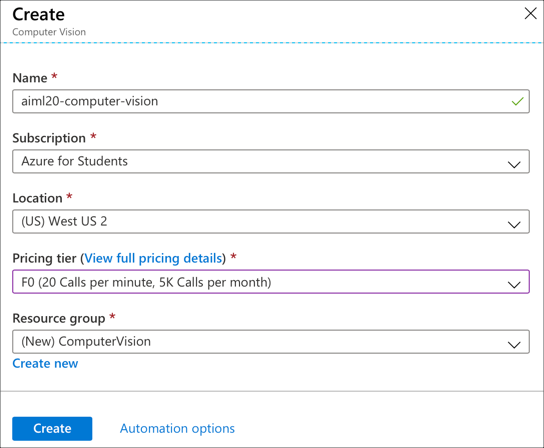 Create
Computer Vision
Name *
aiml20-computer-vision
Subscription *
Azure for Students
Location *
(US) West US 2
Pricing tier (View full pricing details) *
F0 (20 Calls per minute, 5K Calls per month)
Resource group *
(New) ComputerVision
Create new
Create Automation options